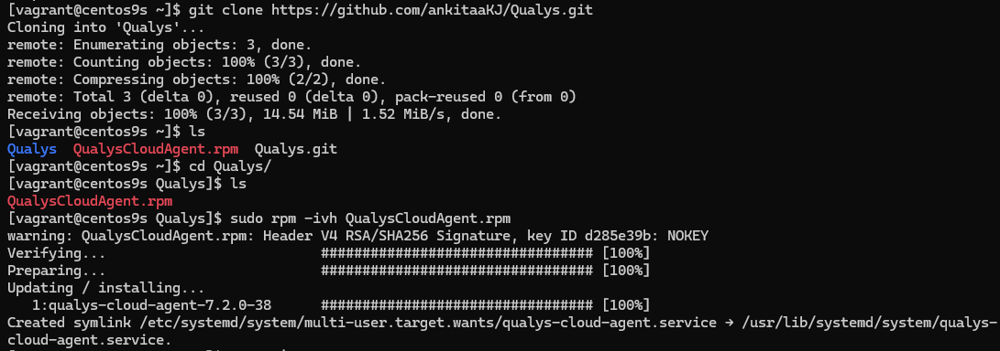 [vagrant@centos9s ~]$ git clone https://github.com/ankitaaKJ/Qualys.git
Cloning into 'Qualys'...
remote: Enumerating objects: 3, done.
remote: Counting objects: 100% (3/3), done.
remote: Compressing objects: 100% (2/2), done.
remote: Total 3 (delta 0), reused 0 (delta 0), pack-reused 0 (from 0)
Receiving objects: 100% (3/3), 14.54 MiB | 1.52 MiB/s, done.
[vagrant@centos9s ~]$ ls
Qualys  QualysCloudAgent.rpm  Qualys.git
[vagrant@centos9s ~]$ cd Qualys/
[vagrant@centos9s Qualys]$ ls
QualysCloudAgent.rpm
[vagrant@centos9s Qualys]$ sudo rpm -ivh QualysCloudAgent.rpm
warning: QualysCloudAgent.rpm: Header V4 RSA/SHA256 Signature, key ID d285e39b: NOKEY
Verifying...                          ################################# [100%]
Preparing...                          ################################# [100%]
Updating / installing...
   1:qualys-cloud-agent-7.2.0-38      ################################# [100%]
Created symlink /etc/systemd/system/multi-user.target.wants/qualys-cloud-agent.service → /usr/lib/systemd/system/qualys-
cloud-agent.service.